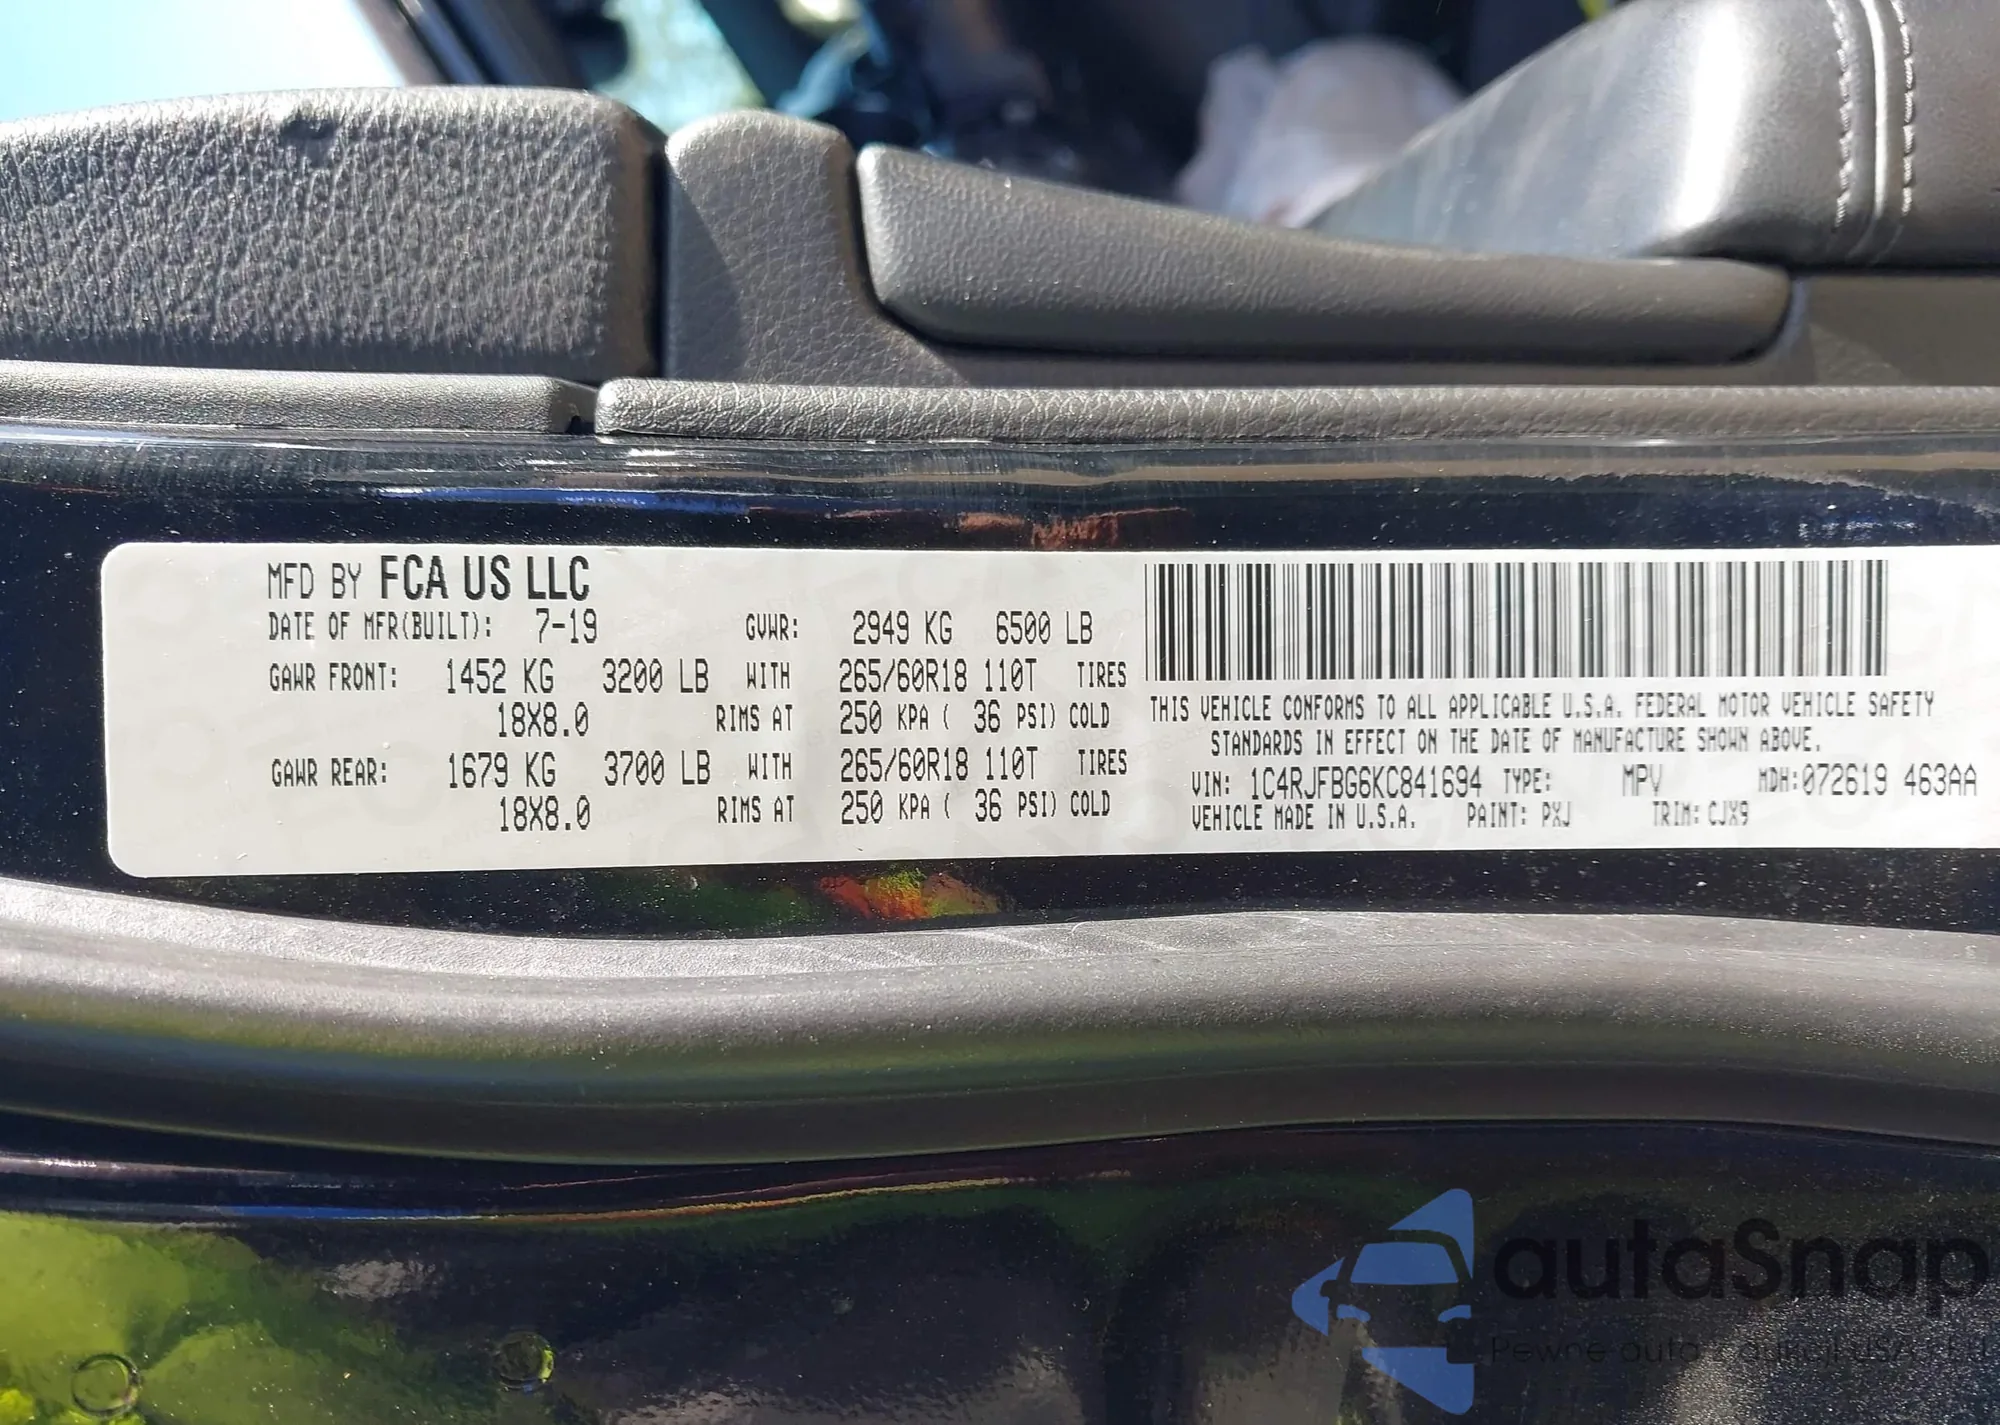 MFD BY FCA US LLC
DATE OF MFR(BUILT): 7-19 GVWR: 2949 KG 6500 LB
GAWR FRONT: 1452 KG 3200 LB WITH 265/60R18 110T TIRES
18X8.0 RIMS AT 250 KPA ( 36 PSI) COLD
GAWR REAR: 1679 KG 3700 LB WITH 265/60R18 110T TIRES
18X8.0 RIMS AT 250 KPA ( 36 PSI) COLD
THIS VEHICLE CONFORMS TO ALL APPLICABLE U.S.A. FEDERAL MOTOR VEHICLE SAFETY
STANDARDS IN EFFECT ON THE DATE OF MANUFACTURE SHOWN ABOVE.
VIN: 1C4RJFBG6KC841694 TYPE: MPV MDH:072619 463AA
VEHICLE MADE IN U.S.A. PAINT: PXJ TRIM: CJX9
autaSnap
Pewne auta z aukcji USA